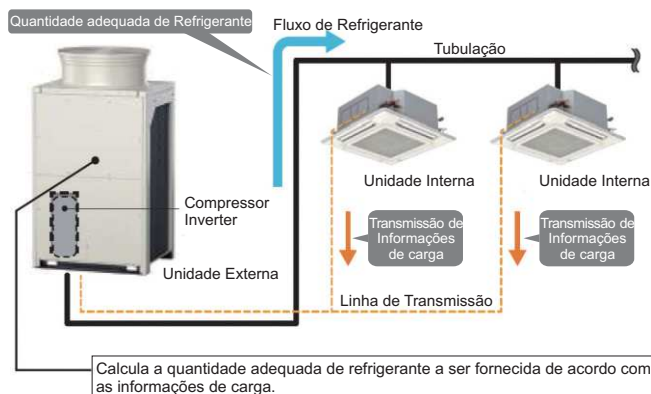 Quantidade adequada de Refrigerante
Fluxo de Refrigerante
Tubulação
Unidade Interna
Unidade Interna
Compressor
Inverter
Transmissão de
Informações
de carga
Transmissão de
Informações
de carga
Unidade Externa
Linha de Transmissão
Calcula a quantidade adequada de refrigerante a ser fornecida de acordo com
as informações de carga.